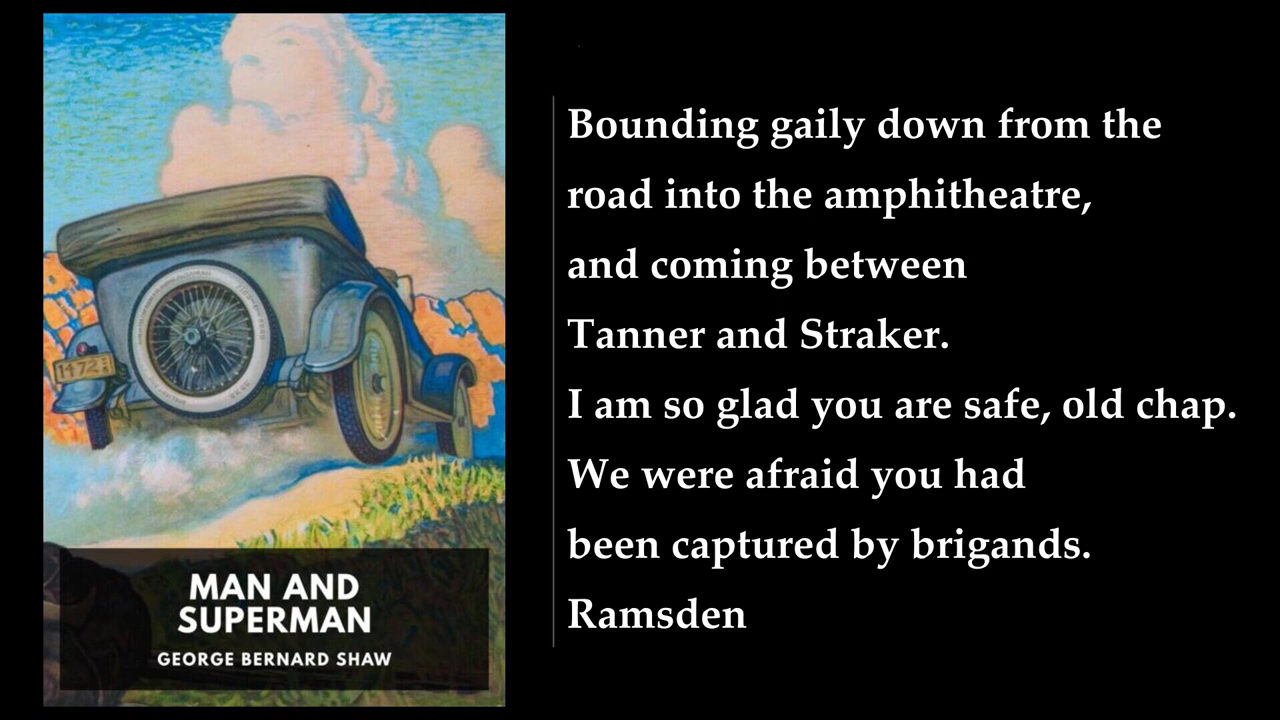 1472
MAN AND
SUPERMAN
GEORGE BERNARD SHAW
Bounding gaily down from the
road into the amphitheatre,
and coming between
Tanner and Straker.
I am so glad you are safe, old chap.
We were afraid you had
been captured by brigands.
Ramsden